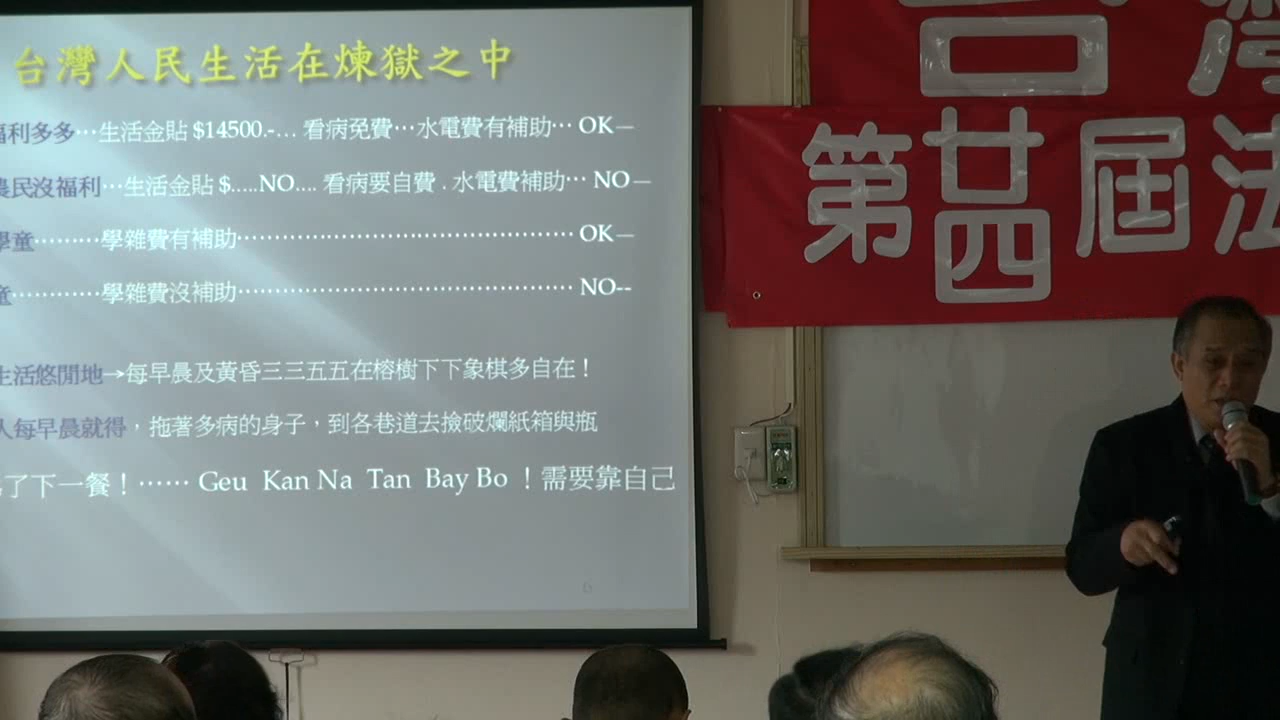 台灣人民生活在煉獄之中
福利多多…生活金貼 $14500.-… 看病免費…水電費有補助… OK—
農民沒福利…生活金貼 $.....NO.... 看病要自費 . 水電費補助… NO—
學童………學雜費有補助…………………………………… OK—
童…………學雜費沒補助…………………………………… NO--
生活悠閒地→每早晨及黃昏三三五五在榕樹下下象棋多自在！
人每早晨就得，拖著多病的身子，到各巷道去撿破爛紙箱與瓶
了下一餐！…… Geu Kan Na Tan Bay Bo ！需要靠自己
6
台灣
第廿四屆法